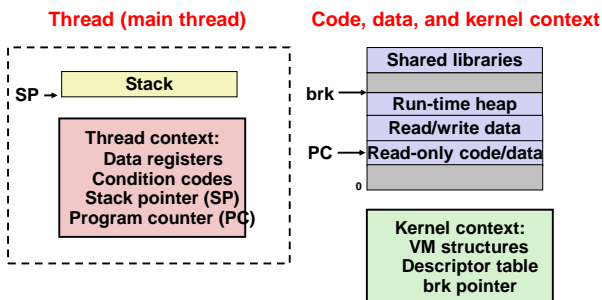 Thread (main thread)
Stack
SP
Thread context:
Data registers
Condition codes
Stack pointer (SP)
Program counter (PC)
Code, data, and kernel context
Shared libraries
brk
Run-time heap
Read/write data
PC
Read-only code/data
0
Kernel context:
VM structures
Descriptor table
brk pointer